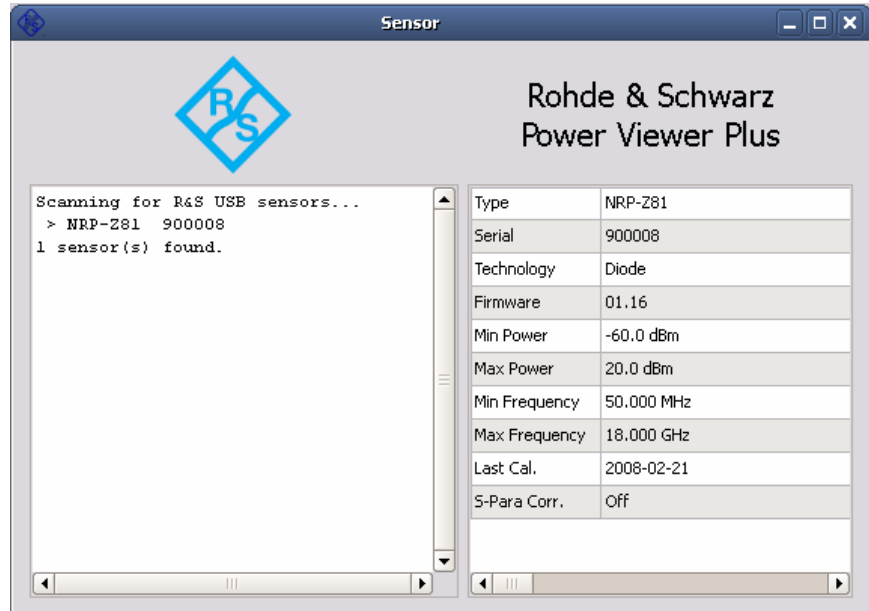 Sensor
R
S
Rohde & Schwarz
Power Viewer Plus
Scanning for R&S USB sensors...
> NRP-Z81 900008
1 sensor(s) found.
Type NRP-Z81
Serial 900008
Technology Diode
Firmware 01.16
Min Power -60.0 dBm
Max Power 20.0 dBm
Min Frequency 50.000 MHz
Max Frequency 18.000 GHz
Last Cal. 2008-02-21
S-Para Corr. Off